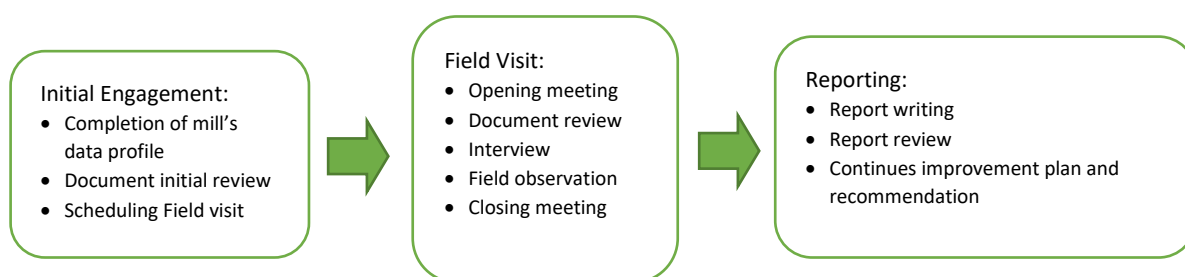 Initial Engagement:
• Completion of mill’s
data profile
• Document initial review
• Scheduling Field visit
Field Visit:
• Opening meeting
• Document review
• Interview
• Field observation
• Closing meeting
Reporting:
• Report writing
• Report review
• Continues improvement plan and
recommendation